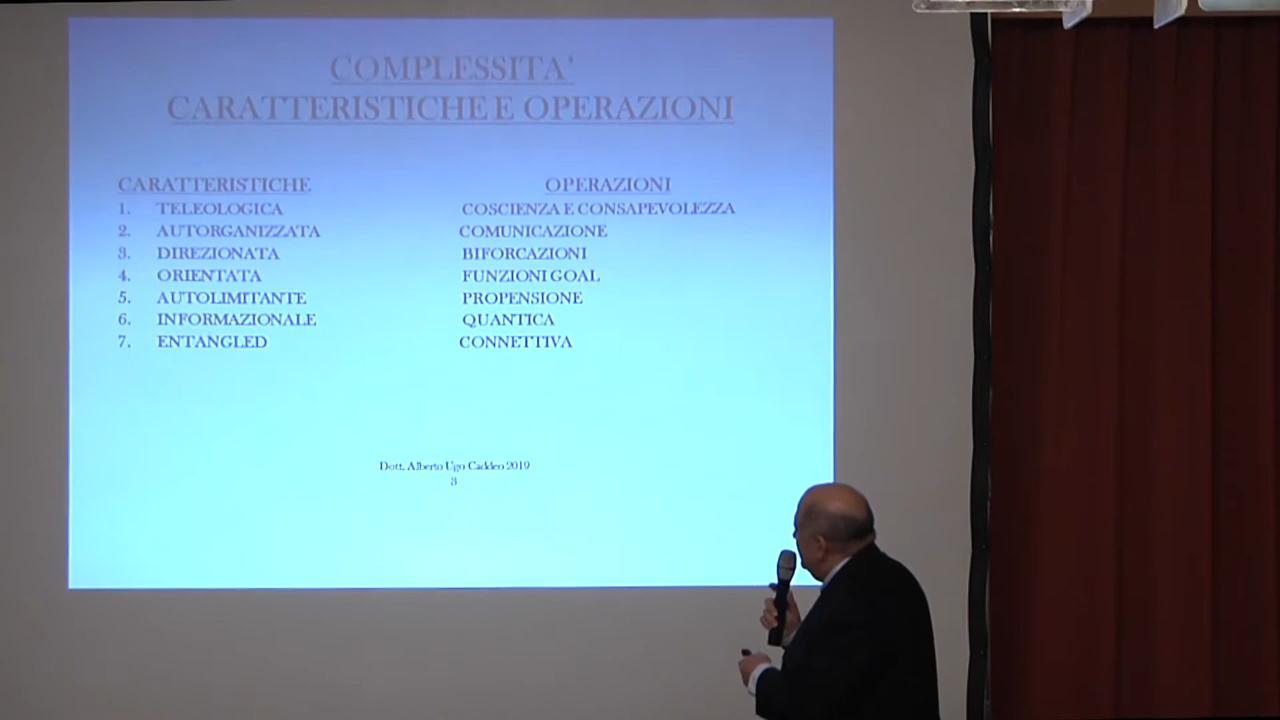 COMPLESSITA'
CARATTERISTICHE E OPERAZIONI
CARATTERISTICHE OPERAZIONI
1. TELEOLOGICA COSCIENZA E CONSAPEVOLEZZA
2. AUTORGANIZZATA COMUNICAZIONE
3. DIREZIONATA BIFORCAZIONI
4. ORIENTATA FUNZIONI GOAL
5. AUTOLIMITANTE PROPENSIONE
6. INFORMAZIONALE QUANTICA
7. ENTANGLED CONNETTIVA
Dott. Alberto Ugo Caddeo 2019
3